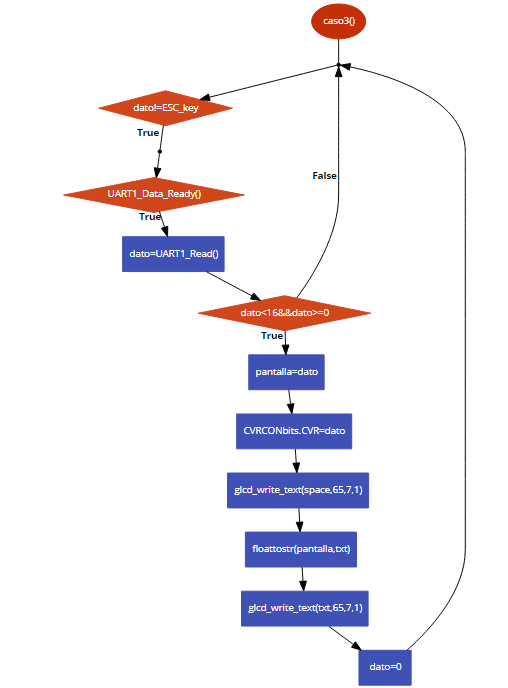 caso3()
dato!=ESC_key
True
UART1_Data_Ready()
False
True
dato=UART1_Read()
dato<16&&dato>=0
True
pantalla=dato
CVRCONbits.CVR=dato
glcd_write_text(space,65,7,1)
floattostr(pantalla,txt)
glcd_write_text(txt,65,7,1)
dato=0